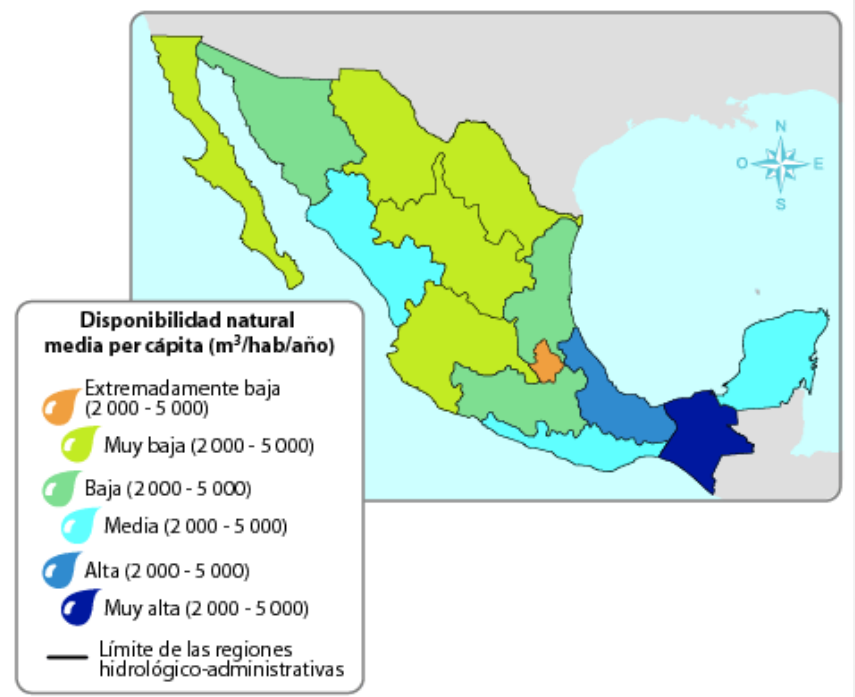 N
O
E
S
Disponibilidad natural
media per cápita (m³/hab/año)
Extremadamente baja
(2 000 - 5 000)
Muy baja (2 000 - 5 000)
Baja (2 000 - 5 000)
Media (2 000 - 5 000)
Alta (2 000 - 5 000)
Muy alta (2 000 - 5 000)
Límite de las regiones
hidrológico-administrativas